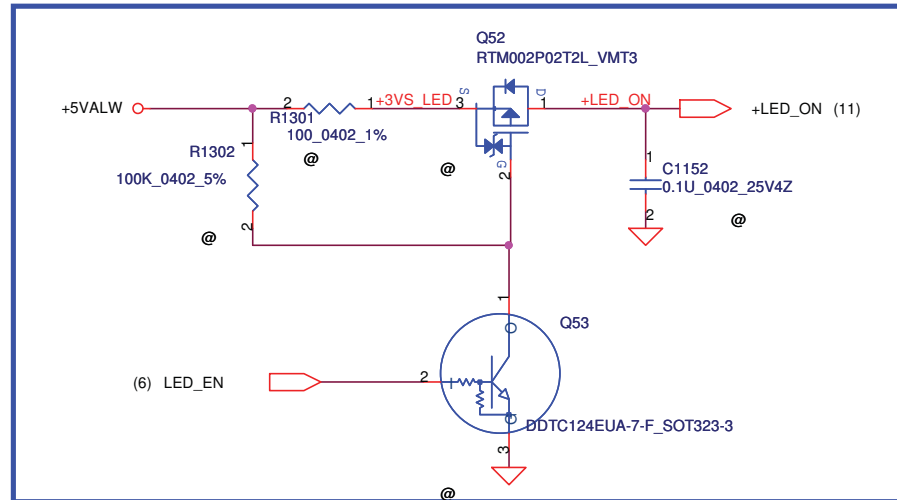 Q52
RTM002P02T2L_VMT3
+5VALW
2
R1301
100_0402_1%
1
+3VS_LED
3
S
D
1
+LED_ON
+LED_ON (11)
@
@
G
2
1
R1302
100K_0402_5%
2
@
1
C1152
0.1U_0402_25V4Z
2
@
1
Q53
(6) LED_EN
2
DDTC124EUA-7-F_SOT323-3
3
@